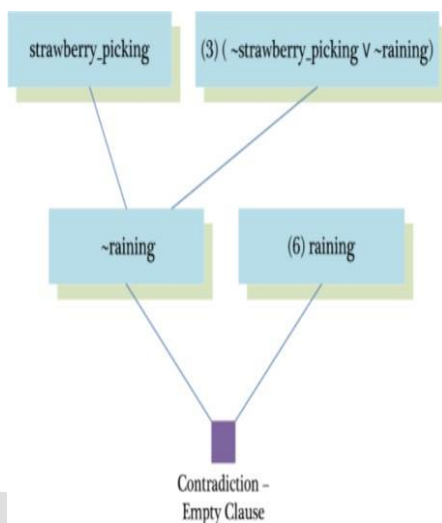 strawberry_picking
(3) ( ~strawberry_picking ∨ ~raining)
~raining
(6) raining
Contradiction –
Empty Clause